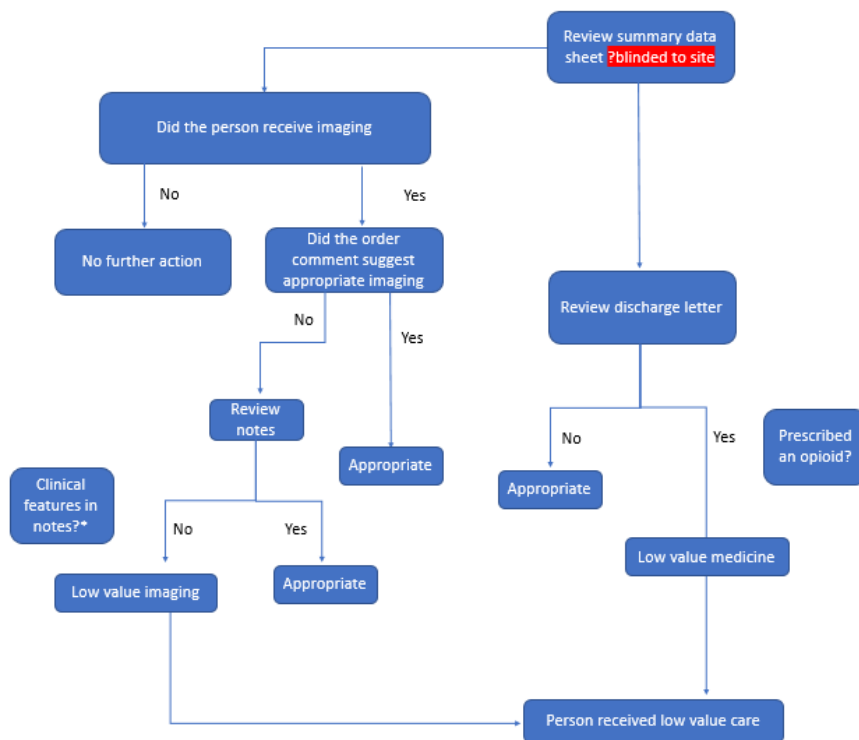 Review summary data
sheet ?blinded to site
Did the person receive imaging
No
Yes
No further action
Did the order
comment suggest
appropriate imaging
Review discharge letter
No
Yes
Review
notes
Appropriate
No
Yes
Prescribed
an opioid?
Appropriate
Clinical
features in
notes?*
No
Yes
Low value imaging
Appropriate
Low value medicine
Person received low value care